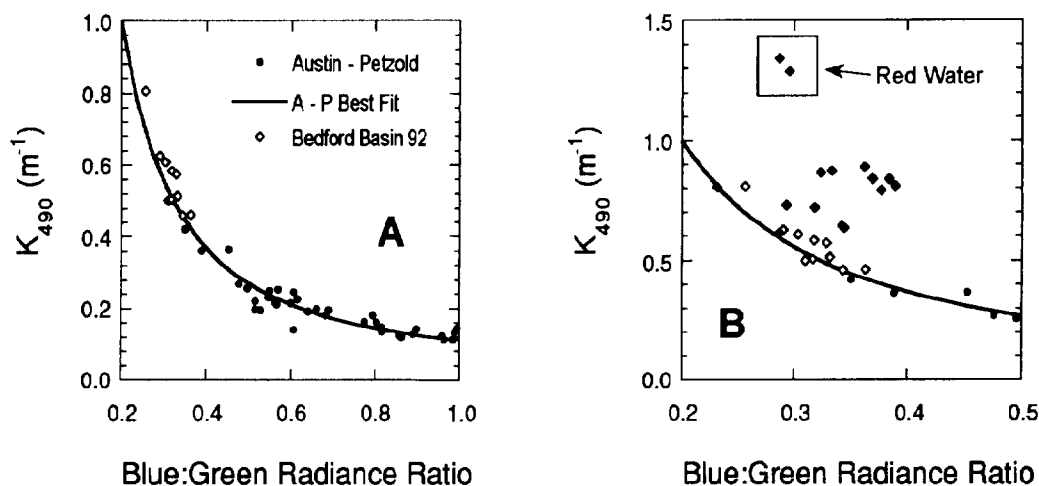 1.0
0.8
0.6
0.4
0.2
0.0
K490 (m-1)
Austin - Petzold
A - P Best Fit
Bedford Basin 92
A
0.2 0.4 0.6 0.8 1.0
Blue:Green Radiance Ratio
1.5
1.0
0.5
0.0
K490 (m-1)
Red Water
B
0.2 0.3 0.4 0.5
Blue:Green Radiance Ratio